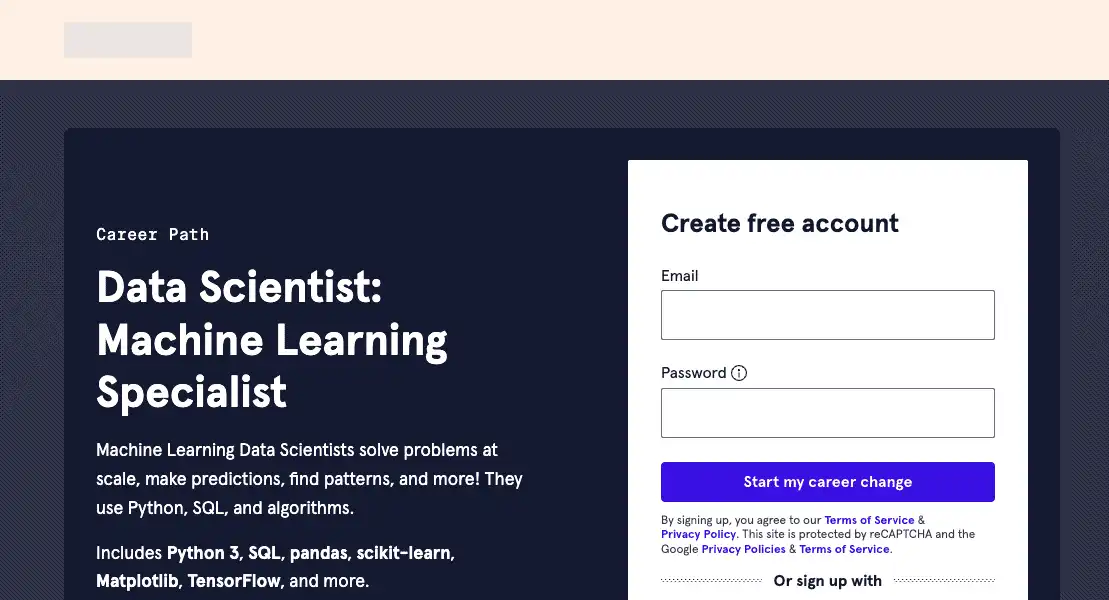 Career Path
Data Scientist:
Machine Learning
Specialist
Machine Learning Data Scientists solve problems at
scale, make predictions, find patterns, and more! They
use Python, SQL, and algorithms.
Includes Python 3, SQL, pandas, scikit-learn,
Matplotlib, TensorFlow, and more.
Create free account
Email
Password
Start my career change
By signing up, you agree to our Terms of Service &
Privacy Policy. This site is protected by reCAPTCHA and the
Google Privacy Policies & Terms of Service.
Or sign up with